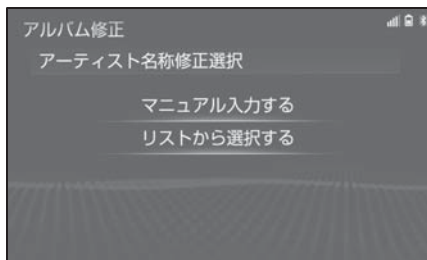 アルバム修正
アーティスト名称修正選択
マニュアル入力する
リストから選択する